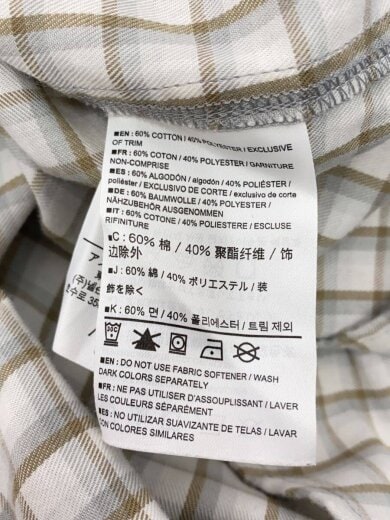 ■EN: 60% COTTON / 40% POLYESTER / EXCLUSIVE
OF TRIM
■FR: 60% COTON / 40% POLYESTER / GARNITURE
NON-COMPRISE
■ES: 60% ALGODÓN / algodón / 40% POLIÉSTER /
poliéster / EXCLUSIVO DE CORTE / exclusivo de corte
■DE: 60% BAUMWOLLE / 40% POLYESTER /
NÄHZUBEHÖR AUSGENOMMEN
■IT: 60% COTONE / 40% POLIESTERE / ESCLUSE
RIFINITURE
■C: 60% 棉 / 40% 聚酯纤维 / 饰
边除外
■J: 60% 綿 / 40% ポリエステル / 装
飾を除く
■K: 60% 면 / 40% 폴리에스터 / 트림 제외
■EN: DO NOT USE FABRIC SOFTENER / WASH
DARK COLORS SEPARATELY
■FR: NE PAS UTILISER D'ASSOUPLISSANT / LAVER
LES COULEURS SÉPARÉMENT
■ES: NO UTILIZAR SUAVIZANTE DE TELAS / LAVAR
CON COLORES SIMILARES